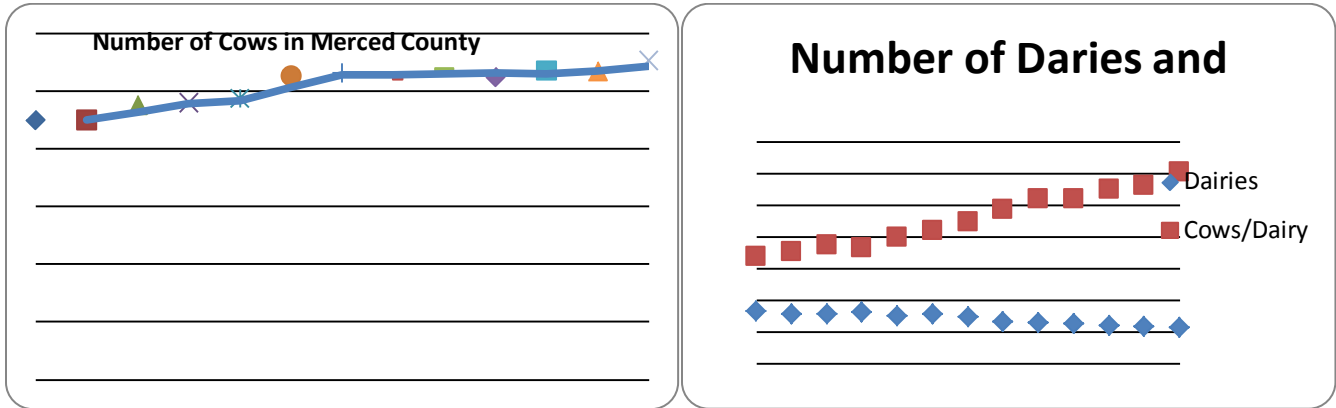 Number of Cows in Merced County
Number of Daries and
Dairies
Cows/Dairy